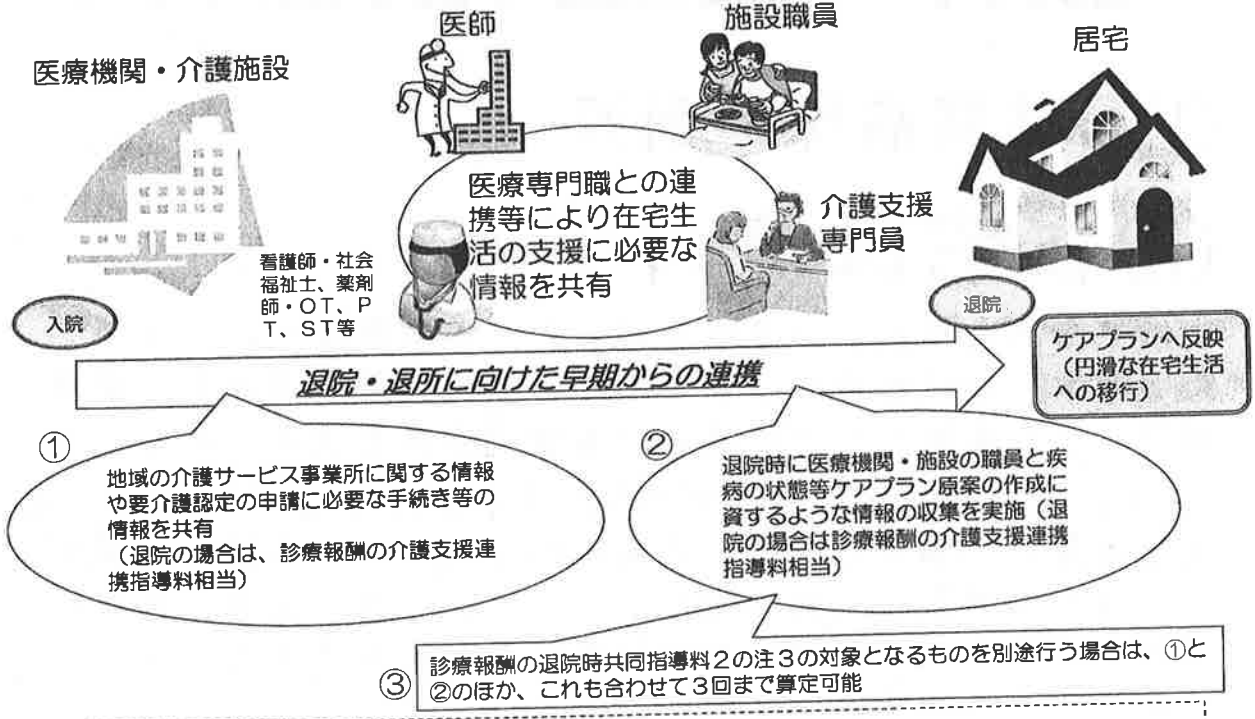 医師
施設職員
居宅
医療機関・介護施設
医療専門職との連
携等により在宅生
活の支援に必要な
情報を共有
介護支援
専門員
看護師・社会
福祉士、薬剤
師・OT、P
T、ST等
入院
退院
ケアプランへ反映
（円滑な在宅生活
への移行）
退院・退所に向けた早期からの連携
①
地域の介護サービス事業所に関する情報
や要介護認定の申請に必要な手続き等の
情報を共有
（退院の場合は、診療報酬の介護支援連
携指導料相当）
②
退院時に医療機関・施設の職員と疾
病の状態等ケアプラン原案の作成に
資するような情報の収集を実施（退
院の場合は診療報酬の介護支援連携
指導料相当）
③
診療報酬の退院時共同指導料２の注３の対象となるものを別途行う場合は、①と
②のほか、これも合わせて３回まで算定可能